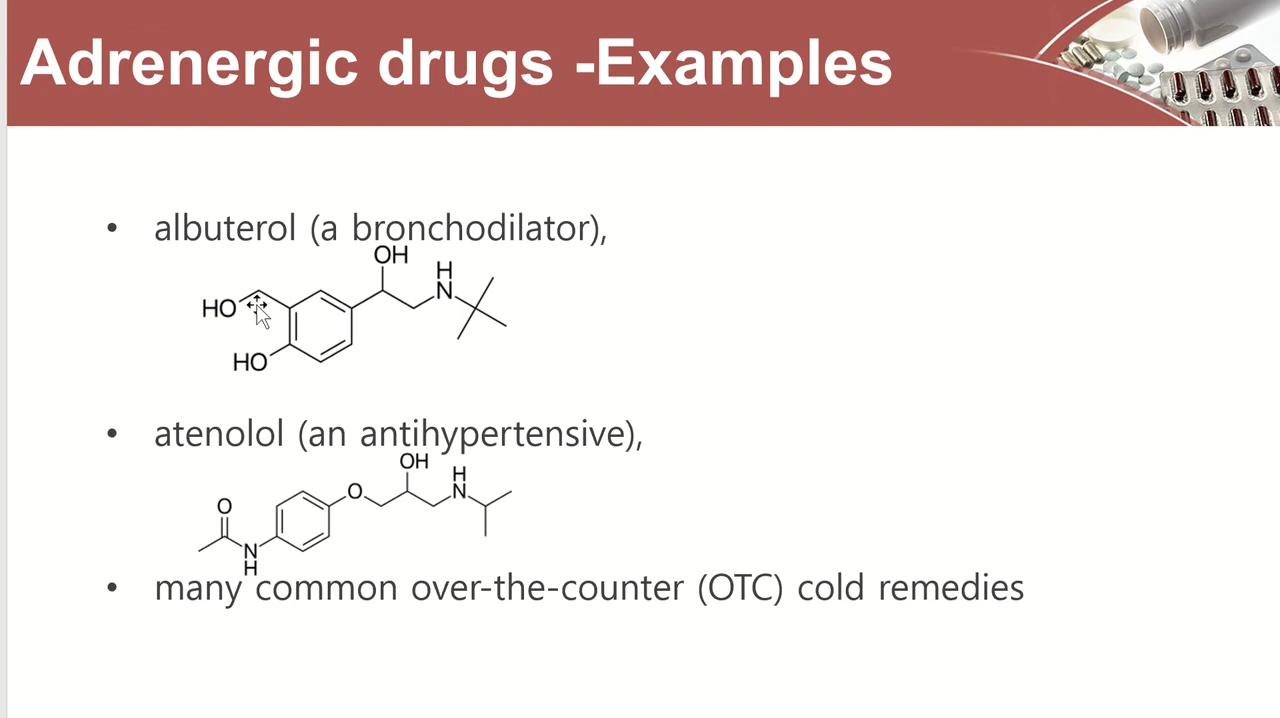 Adrenergic drugs -Examples
• albuterol (a bronchodilator),
OH
H
N
HO
HO
• atenolol (an antihypertensive),
OH
H
O
N
O
N
H
• many common over-the-counter (OTC) cold remedies